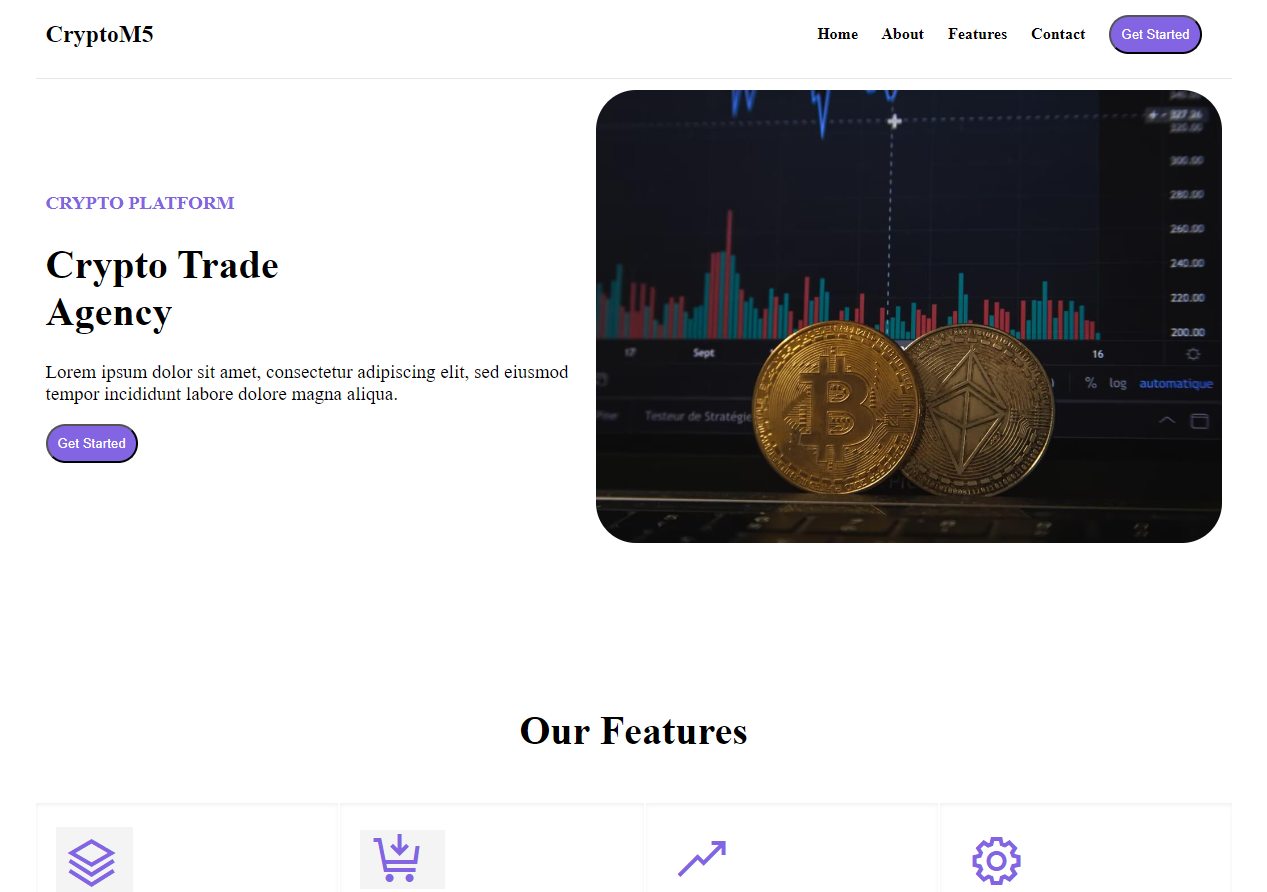 CryptoM5
Home About Features Contact Get Started
CRYPTO PLATFORM
Crypto Trade
Agency
Lorem ipsum dolor sit amet, consectetur adipiscing elit, sed eiusmod
tempor incididunt labore dolore magna aliqua.
Get Started
327.26
320.00
300.00
280.00
260.00
240.00
220.00
200.00
17 Sept 16
% log automatique
Testeur de Stratégie
Our Features